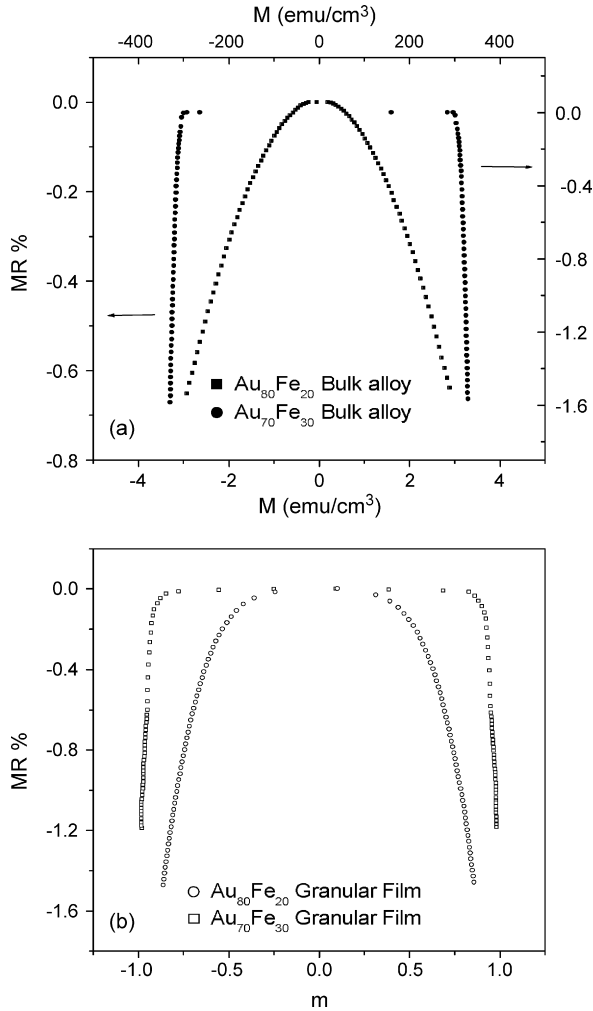 M (emu/cm³)
-400 -200 0 200 400
0.0 0.0
-0.2
-0.4
-0.4
-0.8
-0.6
-1.2
-0.8
-1.6
MR %
Au₈₀Fe₂₀ Bulk alloy
Au₇₀Fe₃₀ Bulk alloy
(a)
-4 -2 0 2 4
M (emu/cm³)
0.0
-0.4
-0.8
-1.2
-1.6
MR %
Au₈₀Fe₂₀ Granular Film
Au₇₀Fe₃₀ Granular Film
(b)
-1.0 -0.5 0.0 0.5 1.0
m